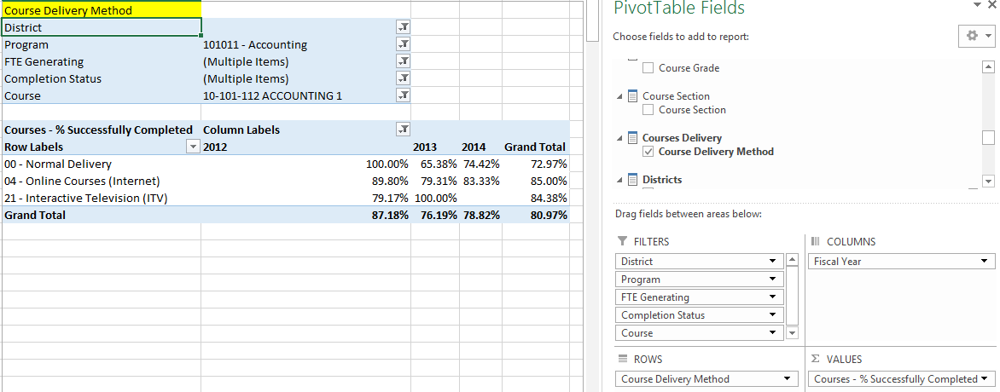 Course Delivery Method
District
Program 101011 - Accounting
FTE Generating (Multiple Items)
Completion Status (Multiple Items)
Course 10-101-112 ACCOUNTING 1
Courses - % Successfully Completed Column Labels
Row Labels 2012 2013 2014 Grand Total
00 - Normal Delivery 100.00% 65.38% 74.42% 72.97%
04 - Online Courses (Internet) 89.80% 79.31% 83.33% 85.00%
21 - Interactive Television (ITV) 79.17% 100.00% 84.38%
Grand Total 87.18% 76.19% 78.82% 80.97%
PivotTable Fields
Choose fields to add to report:
Course Grade
Course Section
Course Section
Courses Delivery
Course Delivery Method
Districts
Drag fields between areas below:
FILTERS
District
Program
FTE Generating
Completion Status
Course
COLUMNS
Fiscal Year
ROWS
Course Delivery Method
Σ VALUES
Courses - % Successfully Completed